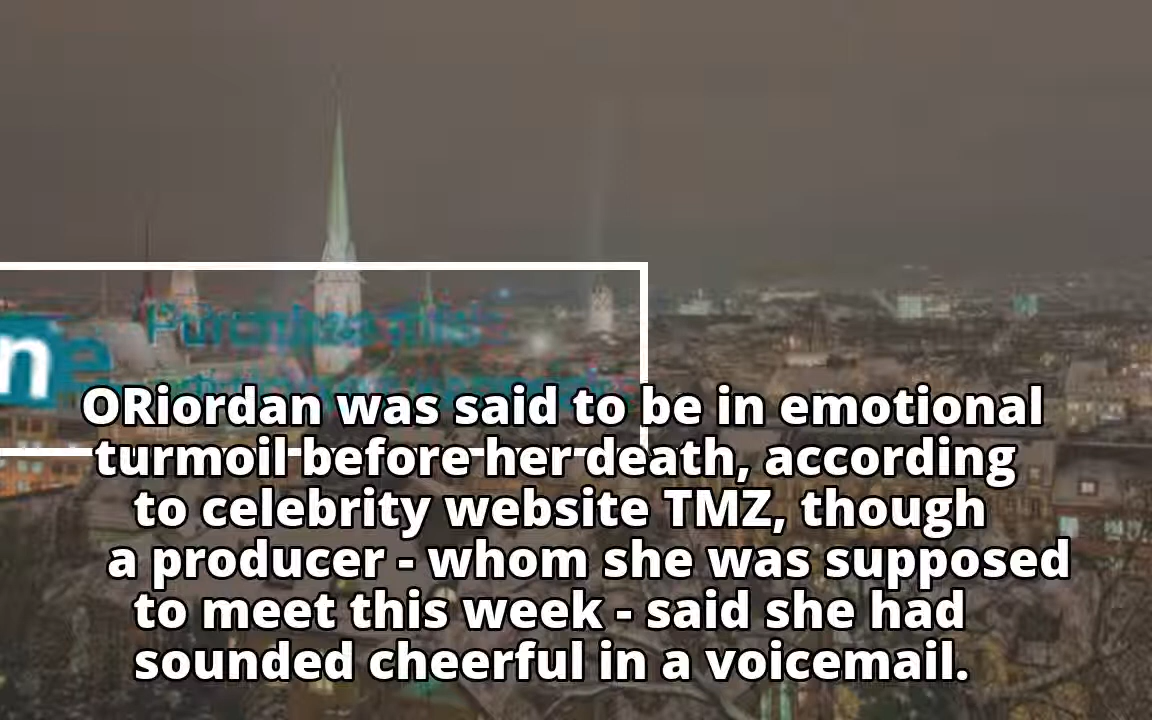 ne
ORiordan was said to be in emotional
turmoil before her death, according
to celebrity website TMZ, though
a producer - whom she was supposed
to meet this week - said she had
sounded cheerful in a voicemail.